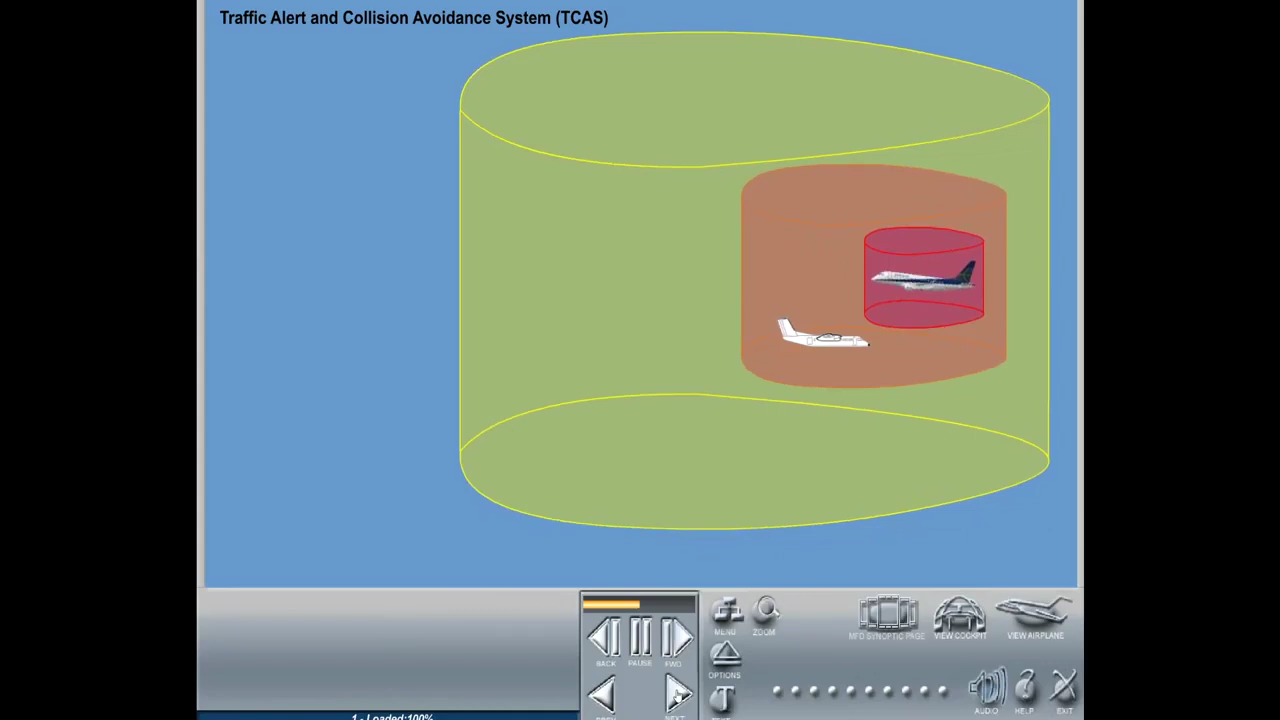 Traffic Alert and Collision Avoidance System (TCAS)
MENU
ZOOM
MFD SYNOPTIC PAGE
VIEW COCKPIT
VIEW AIRPLANE
BACK
PAUSE
FWD
OPTIONS
AUDIO
HELP
EXIT
1 - Loaded:100%